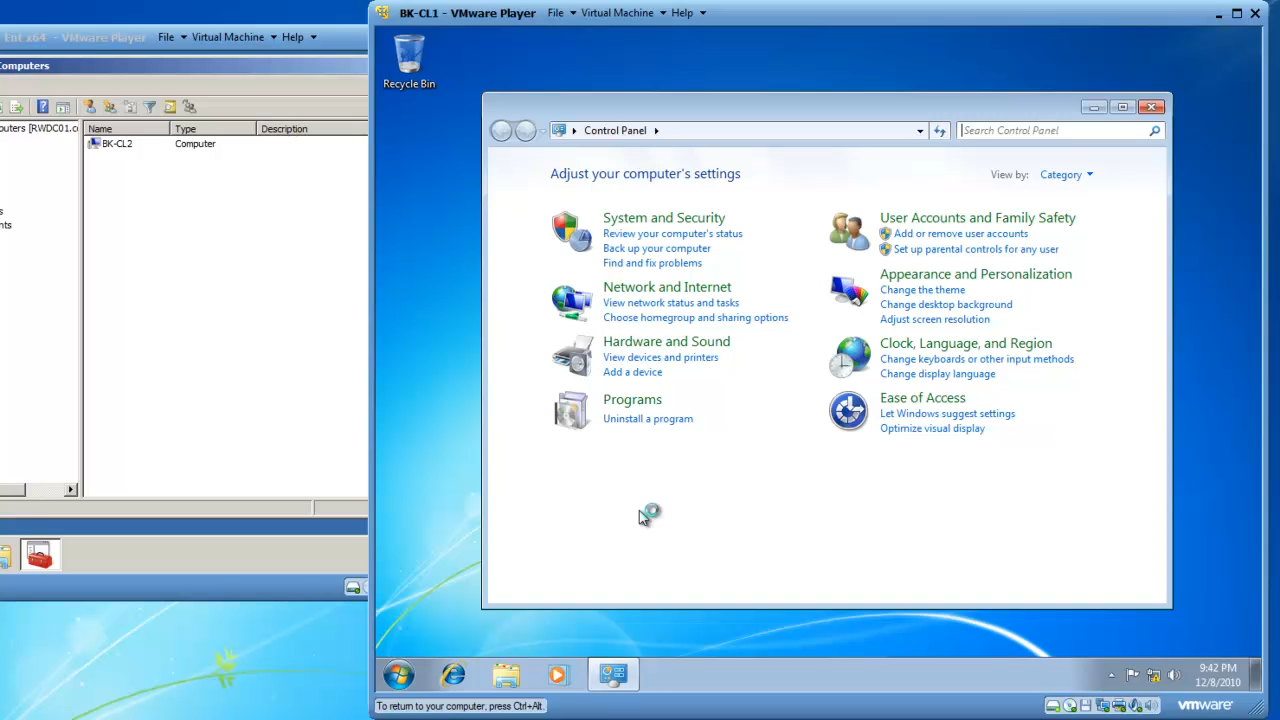 Ent x64 - VMware Player File Virtual Machine Help
Computers
outers [RWDC01.co
s
nts
Name Type Description
BK-CL2 Computer
BK-CL1 - VMware Player File Virtual Machine Help
Recycle Bin
Control Panel
Search Control Panel
Adjust your computer's settings
View by: Category
System and Security
Review your computer's status
Back up your computer
Find and fix problems
Network and Internet
View network status and tasks
Choose homegroup and sharing options
Hardware and Sound
View devices and printers
Add a device
Programs
Uninstall a program
User Accounts and Family Safety
Add or remove user accounts
Set up parental controls for any user
Appearance and Personalization
Change the theme
Change desktop background
Adjust screen resolution
Clock, Language, and Region
Change keyboards or other input methods
Change display language
Ease of Access
Let Windows suggest settings
Optimize visual display
9:42 PM
12/8/2010
To return to your computer, press Ctrl+Alt.
vmware